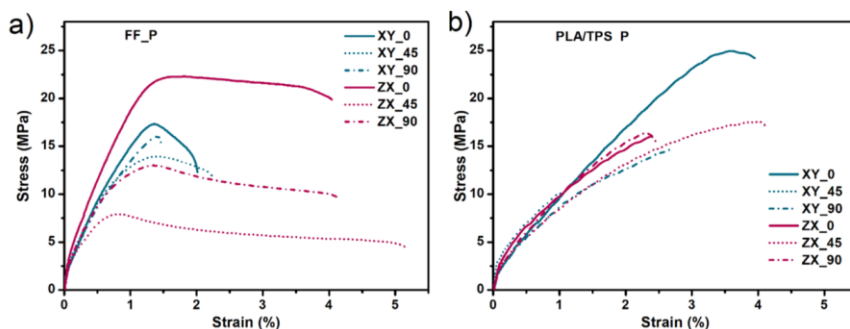 a)
FF_P
XY_0
XY_45
XY_90
ZX_0
ZX_45
ZX_90
Stress (MPa)
25
20
15
10
5
0
0 1 2 3 4 5
Strain (%)
b)
PLA/TPS P
XY_0
XY_45
XY_90
ZX_0
ZX_45
ZX_90
Stress (MPa)
25
20
15
10
5
0
0 1 2 3 4 5
Strain (%)